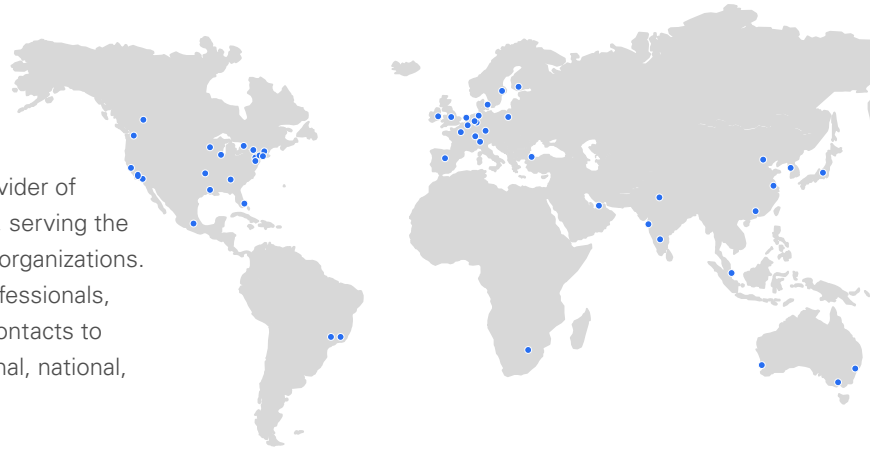 vider of
serving the
organizations.
fessionals,
ontacts to
nal, national,